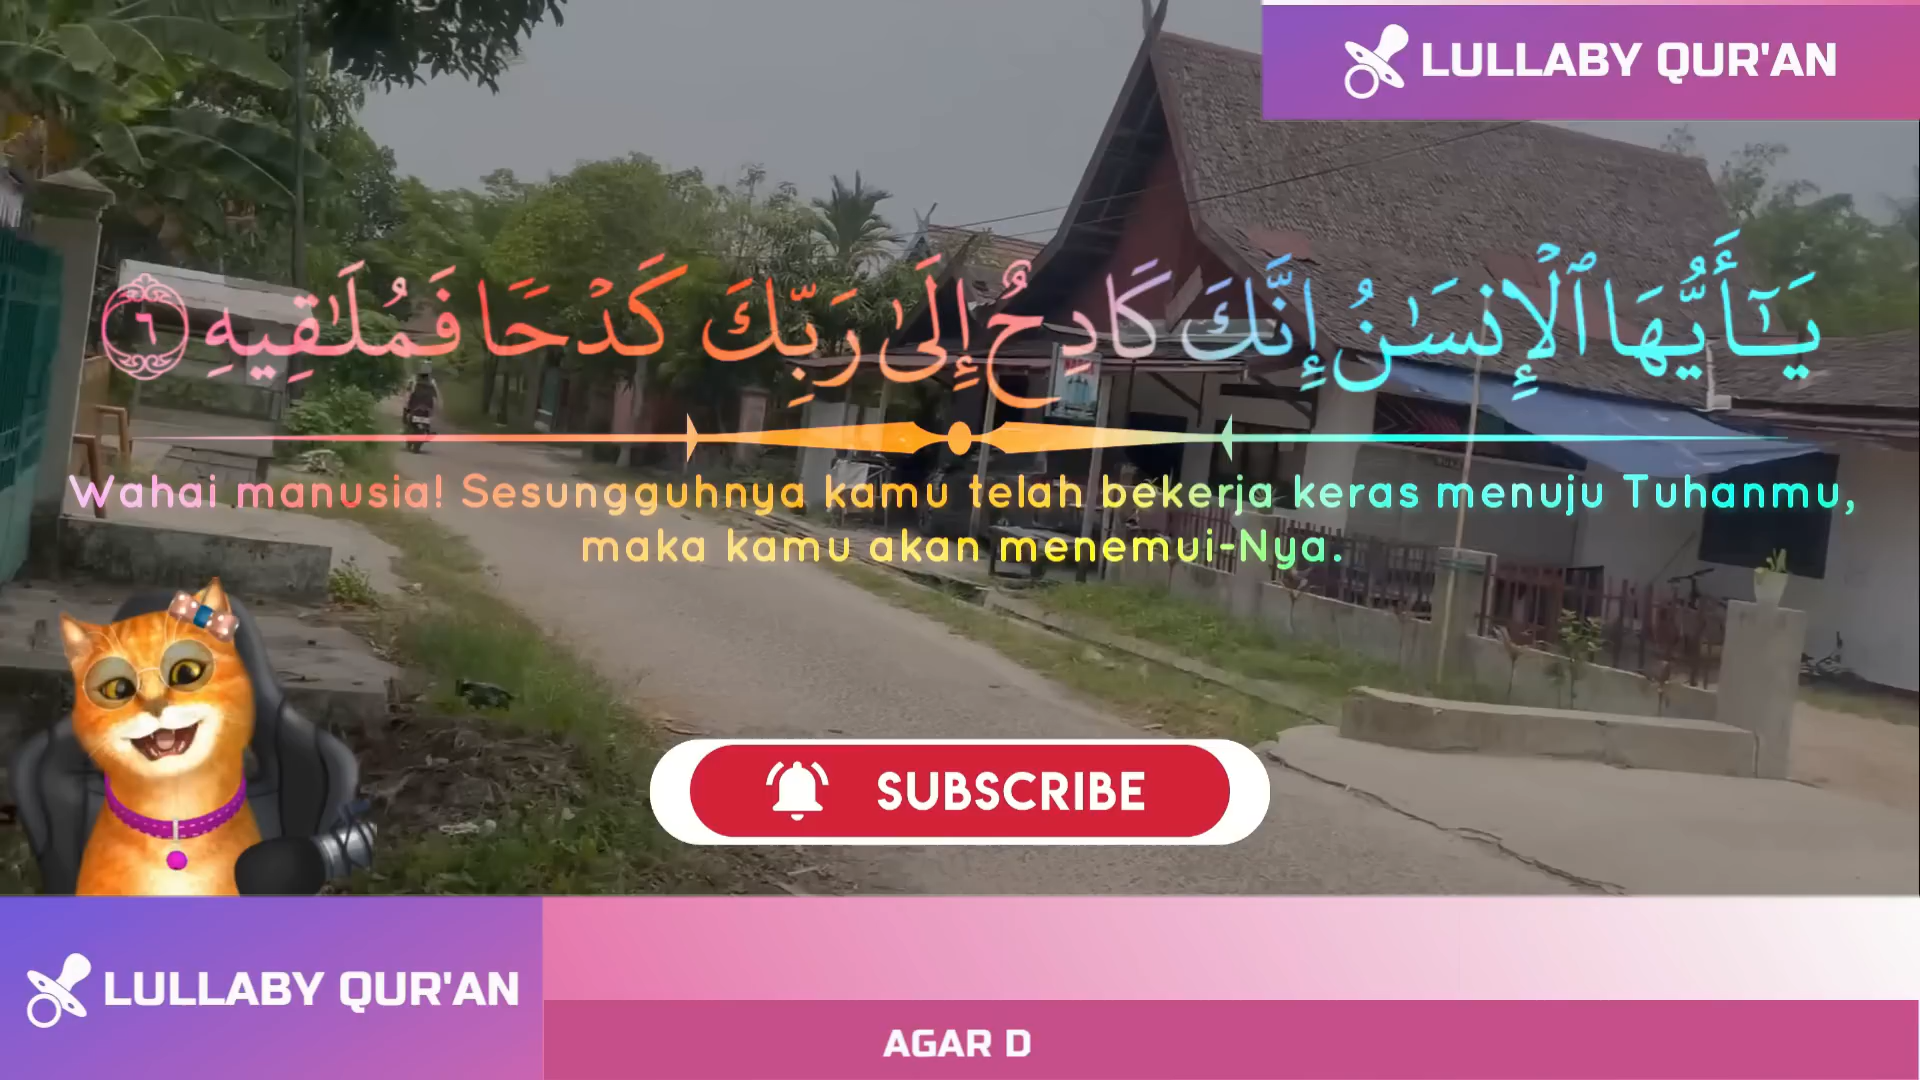 LULLABY QUR'AN
يَـٰٓأَيُّهَا ٱلْإِنسَـٰنُ إِنَّكَ كَادِحٌ إِلَىٰ رَبِّكَ كَدْحًا فَمُلَـٰقِيهِ ٦
Wahai manusia! Sesungguhnya kamu telah bekerja keras menuju Tuhanmu,
maka kamu akan menemui-Nya.
SUBSCRIBE
LULLABY QUR'AN
AGAR D